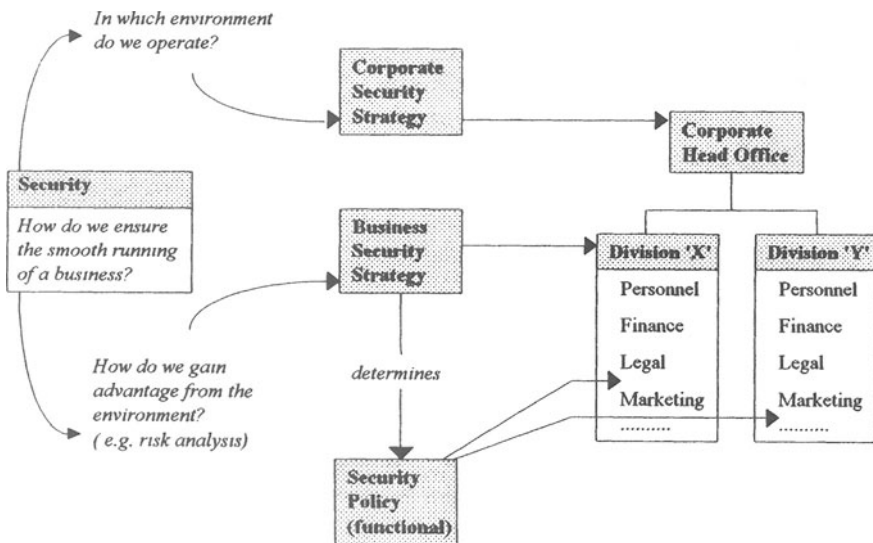 In which environment
do we operate?
Corporate
Security
Strategy
Corporate
Head Office
Security
How do we ensure
the smooth running
of a business?
Business
Security
Strategy
Division 'X'
Personnel
Finance
Legal
Marketing
..........
Division 'Y'
Personnel
Finance
Legal
Marketing
..........
How do we gain
advantage from the
environment?
( e.g. risk analysis)
determines
Security
Policy
(functional)